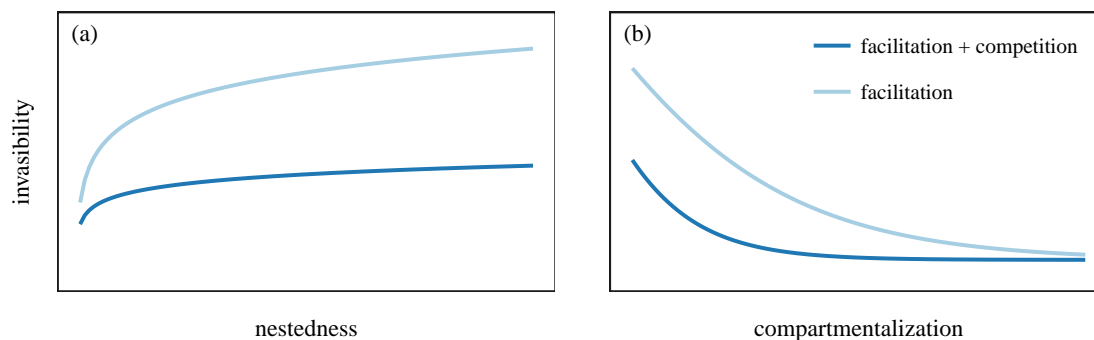 (a)
(b)
facilitation + competition
facilitation
invasibility
nestedness
compartmentalization